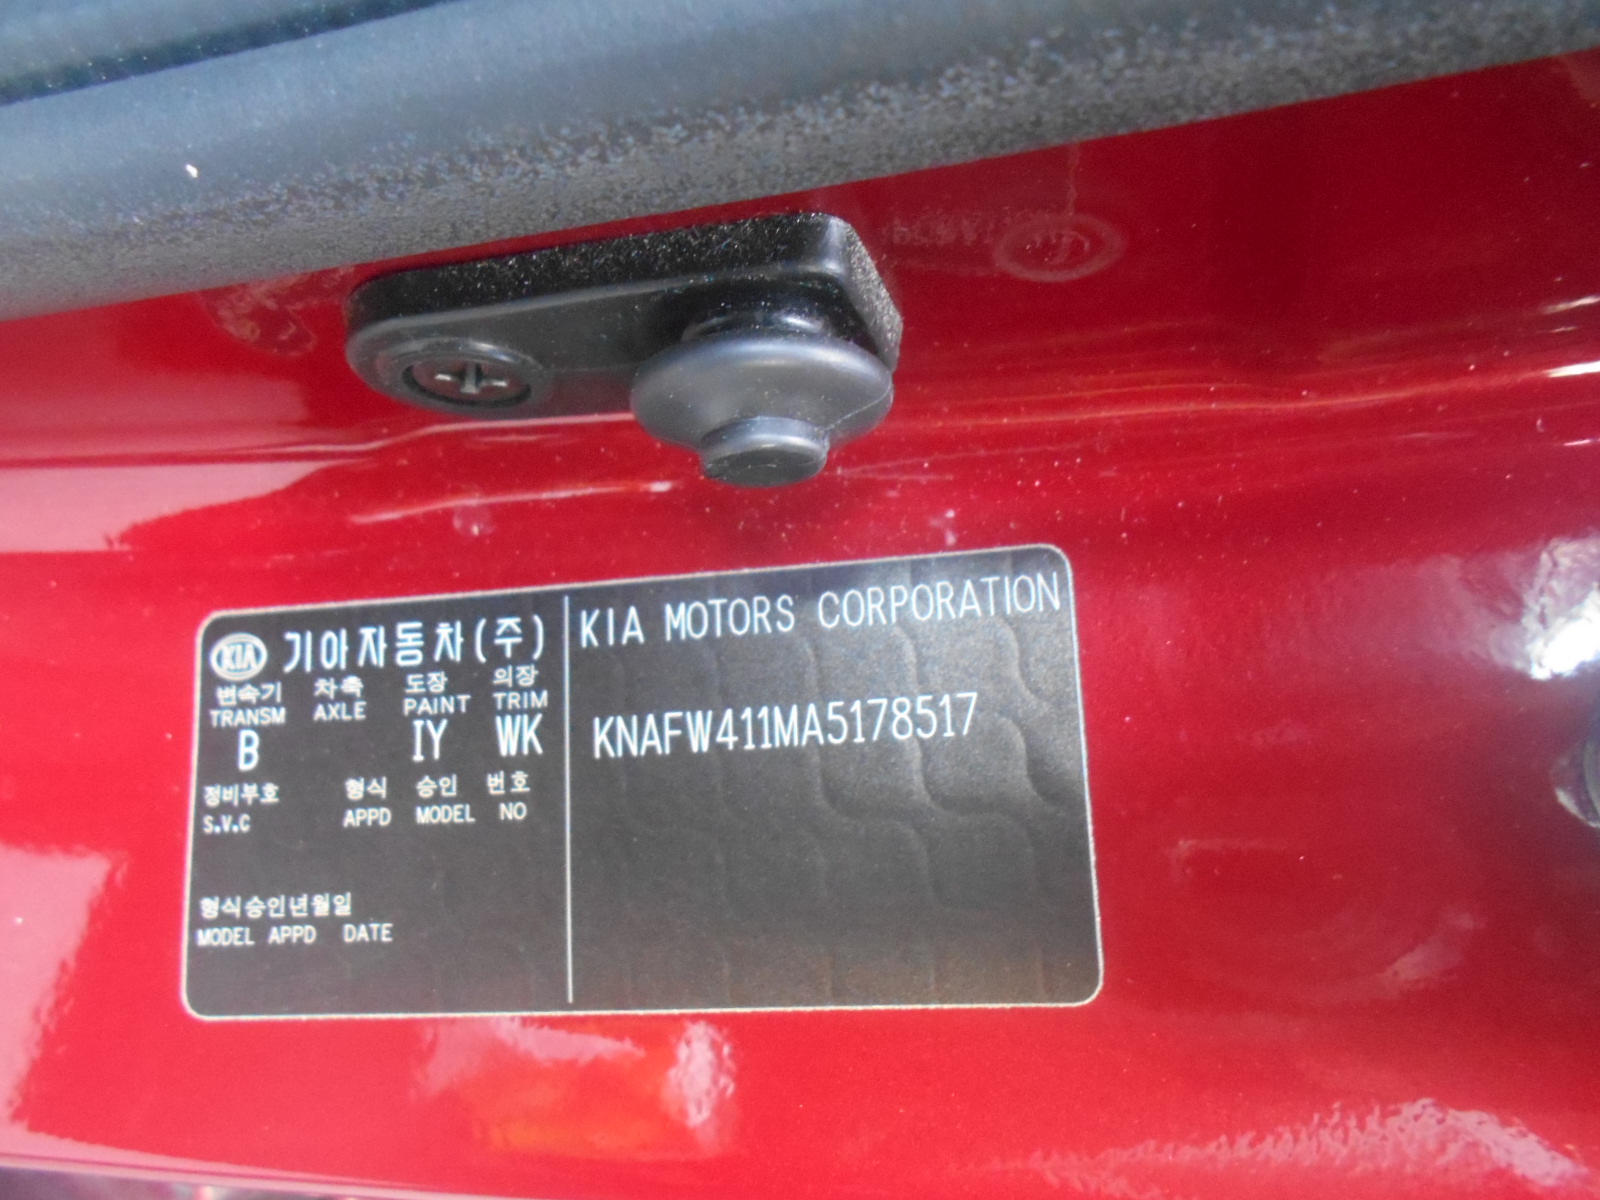 KIA 기아자동차(주)
변속기 차축 도장 의장
TRANSM AXLE PAINT TRIM
B IY WK
정비부호 형식 승인 번호
S.V.C APPD MODEL NO
형식승인년월일
MODEL APPD DATE
KIA MOTORS CORPORATION
KNAFW411MA5178517